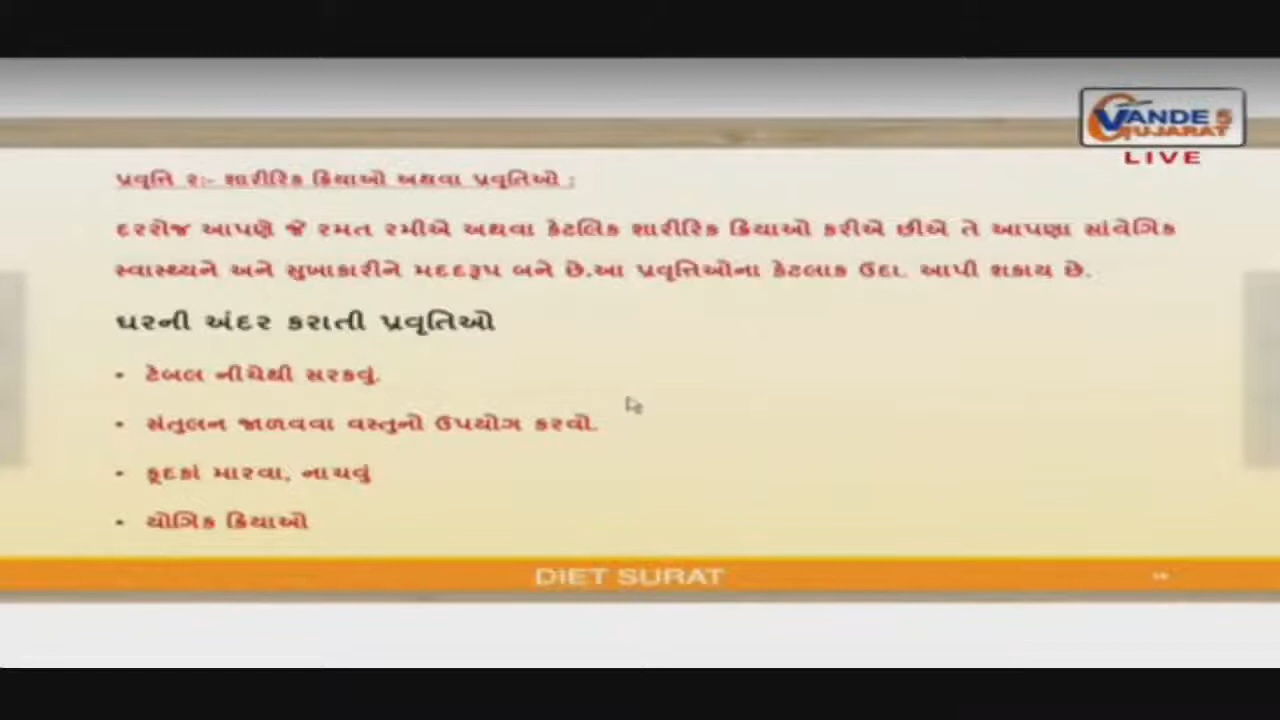 VANDE 5
GUJARAT
LIVE
પ્રવૃત્તિ ૨:- શારીરિક ક્રિયાઓ અથવા પ્રવૃતિઓ :
દરરોજ આપણે જે રમત રમીએ અથવા કેટલિક શારીરિક ક્રિયાઓ કરીએ છીએ તે આપણા સાંવેગિક
સ્વાસ્થ્યને અને સુખાકારીને મદદરૂપ બને છે.આ પ્રવૃત્તિઓના કેટલાક ઉદા. આપી શકાય છે.
ઘરની અંદર કરાતી પ્રવૃતિઓ
• ટેબલ નીચેથી સરકવું.
• સંતુલન જાળવવા વસ્તુનો ઉપયોગ કરવો.
• કૂદકાં મારવા, નાચવું
• યોગિક ક્રિયાઓ
DIET SURAT